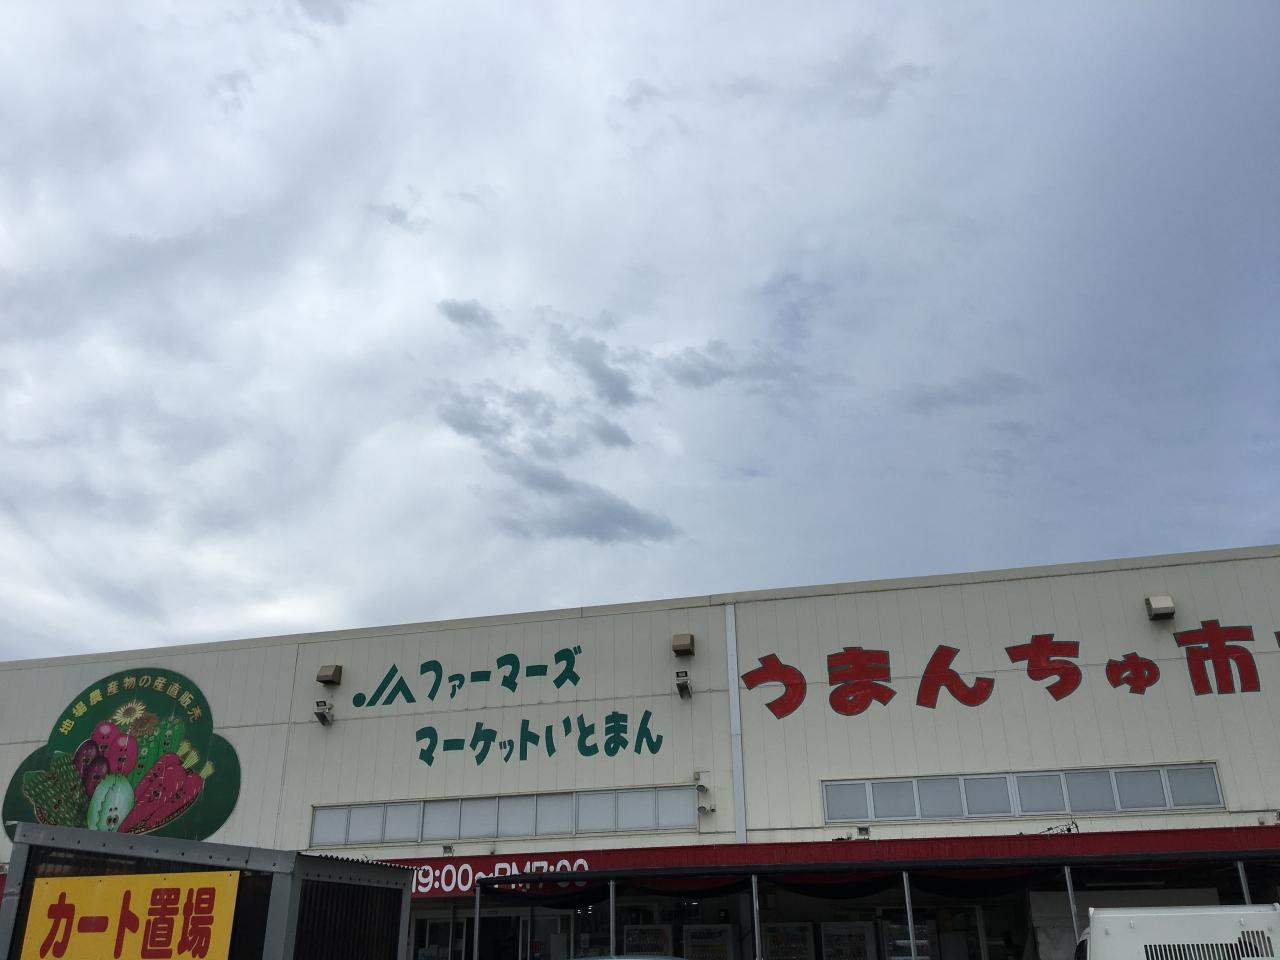 地場農産物の産直販売
JAファーマーズ
マーケットいとまん
うまんちゅ市
9:00〜PM7:00
カート置場